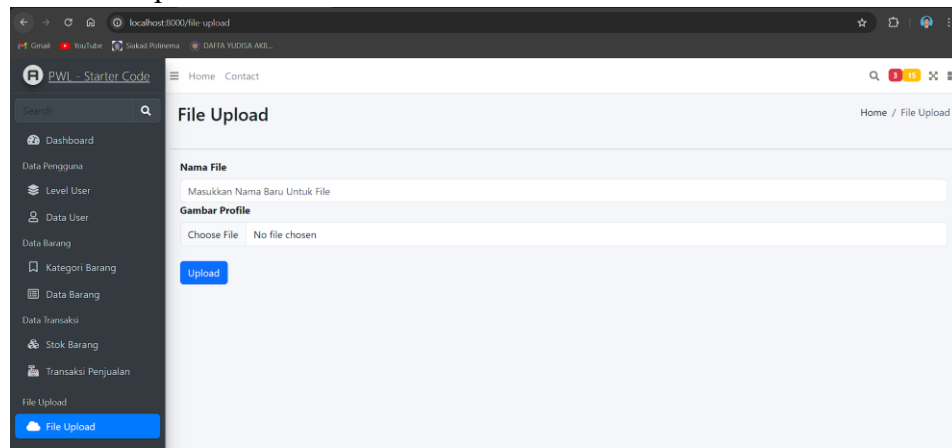 localhost:8000/file-upload
Gmail YouTube Siakad Polinema DAFFA YUDISA AKB...
PWL - Starter Code
Home Contact
3 15
Search
File Upload
Home / File Upload
Dashboard
Data Pengguna
Nama File
Level User
Masukkan Nama Baru Untuk File
Gambar Profile
Data User
Choose File No file chosen
Data Barang
Kategori Barang
Upload
Data Barang
Data Transaksi
Stok Barang
Transaksi Penjualan
File Upload
File Upload